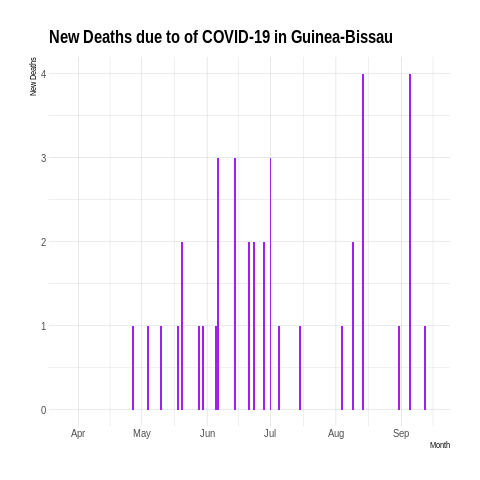 New Deaths due to of COVID-19 in Guinea-Bissau
New Deaths
4
3
2
1
0
Apr May Jun Jul Aug Sep
Month